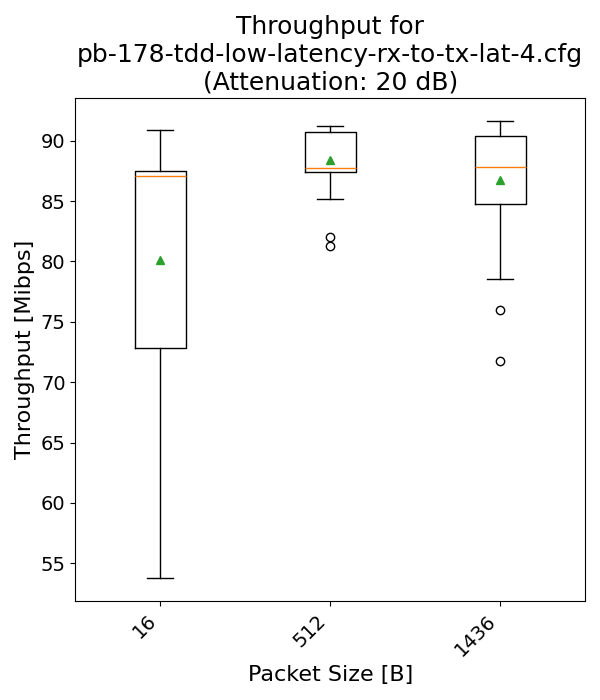 Throughput for
pb-178-tdd-low-latency-rx-to-tx-lat-4.cfg
(Attenuation: 20 dB)
90
85
80
75
70
65
60
55
Throughput [Mibps]
16
512
1436
Packet Size [B]